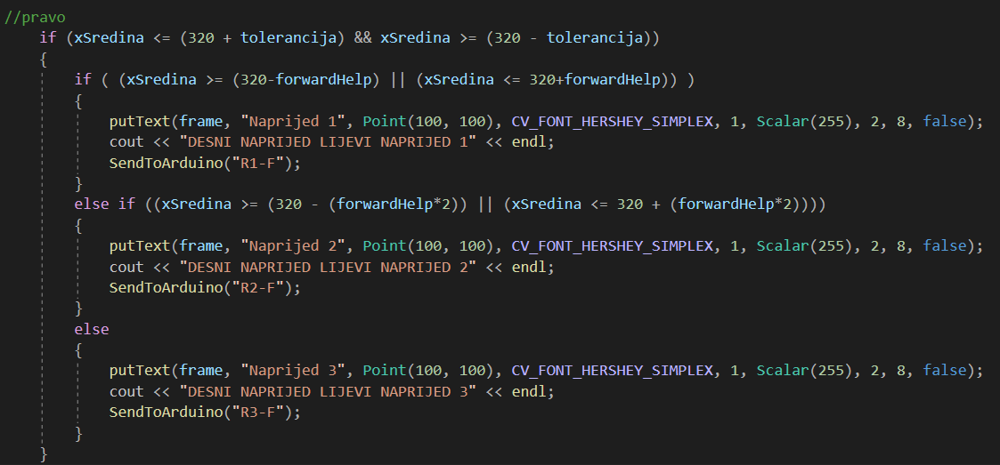 //pravo
if (xSredina <= (320 + tolerancija) && xSredina >= (320 - tolerancija))
{
if ( (xSredina >= (320-forwardHelp) || (xSredina <= 320+forwardHelp)) )
{
putText(frame, "Naprijed 1", Point(100, 100), CV_FONT_HERSHEY_SIMPLEX, 1, Scalar(255), 2, 8, false);
cout << "DESNI NAPRIJED LIJEVI NAPRIJED 1" << endl;
SendToArduino("R1-F");
}
else if ((xSredina >= (320 - (forwardHelp*2)) || (xSredina <= 320 + (forwardHelp*2))))
{
putText(frame, "Naprijed 2", Point(100, 100), CV_FONT_HERSHEY_SIMPLEX, 1, Scalar(255), 2, 8, false);
cout << "DESNI NAPRIJED LIJEVI NAPRIJED 2" << endl;
SendToArduino("R2-F");
}
else
{
putText(frame, "Naprijed 3", Point(100, 100), CV_FONT_HERSHEY_SIMPLEX, 1, Scalar(255), 2, 8, false);
cout << "DESNI NAPRIJED LIJEVI NAPRIJED 3" << endl;
SendToArduino("R3-F");
}
}